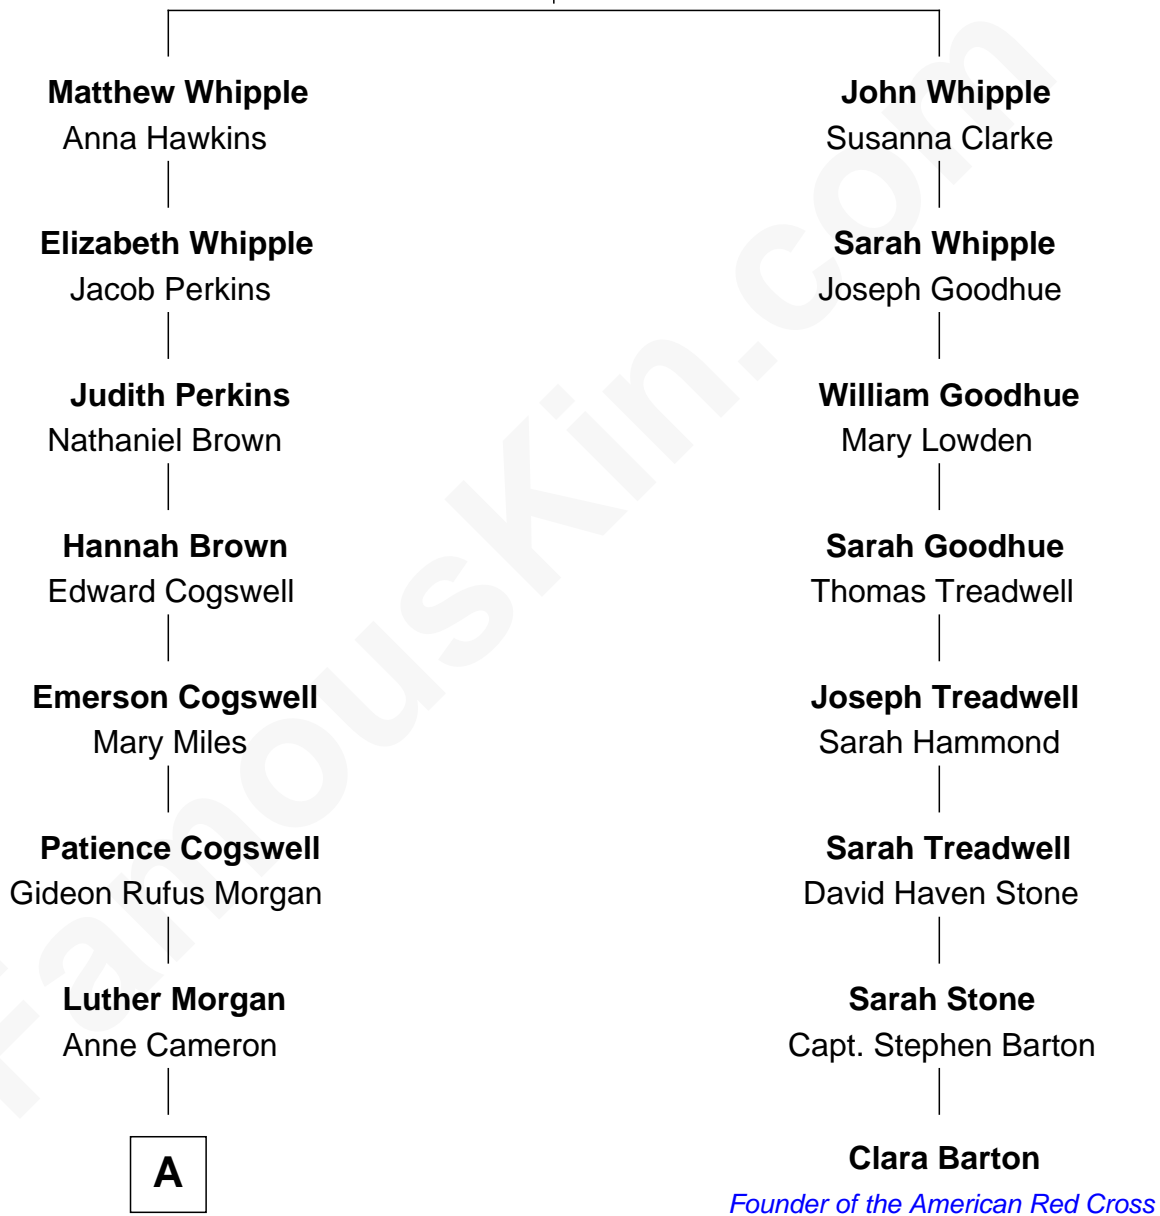 Matthew Whipple
Anna Hawkins
John Whipple
Susanna Clarke
Elizabeth Whipple
Jacob Perkins
Sarah Whipple
Joseph Goodhue
Judith Perkins
Nathaniel Brown
William Goodhue
Mary Lowden
Hannah Brown
Edward Cogswell
Sarah Goodhue
Thomas Treadwell
Emerson Cogswell
Mary Miles
Joseph Treadwell
Sarah Hammond
Patience Cogswell
Gideon Rufus Morgan
Sarah Treadwell
David Haven Stone
Luther Morgan
Anne Cameron
Sarah Stone
Capt. Stephen Barton
A
Clara Barton
Founder of the American Red Cross
FamousKin.com